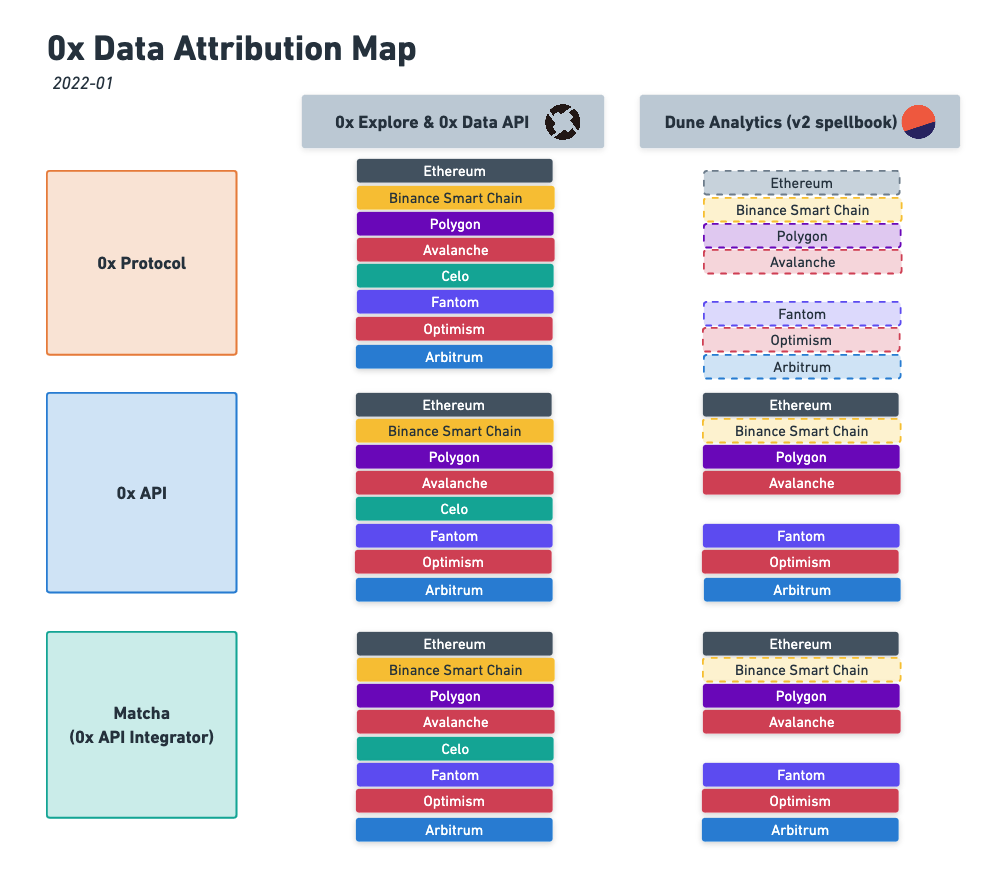 0x Data Attribution Map
2022-01
0x Explore & 0x Data API
Dune Analytics (v2 spellbook)
0x Protocol
Ethereum
Binance Smart Chain
Polygon
Avalanche
Celo
Fantom
Optimism
Arbitrum
Ethereum
Binance Smart Chain
Polygon
Avalanche
Fantom
Optimism
Arbitrum
0x API
Ethereum
Binance Smart Chain
Polygon
Avalanche
Celo
Fantom
Optimism
Arbitrum
Ethereum
Binance Smart Chain
Polygon
Avalanche
Fantom
Optimism
Arbitrum
Matcha
(0x API Integrator)
Ethereum
Binance Smart Chain
Polygon
Avalanche
Celo
Fantom
Optimism
Arbitrum
Ethereum
Binance Smart Chain
Polygon
Avalanche
Fantom
Optimism
Arbitrum